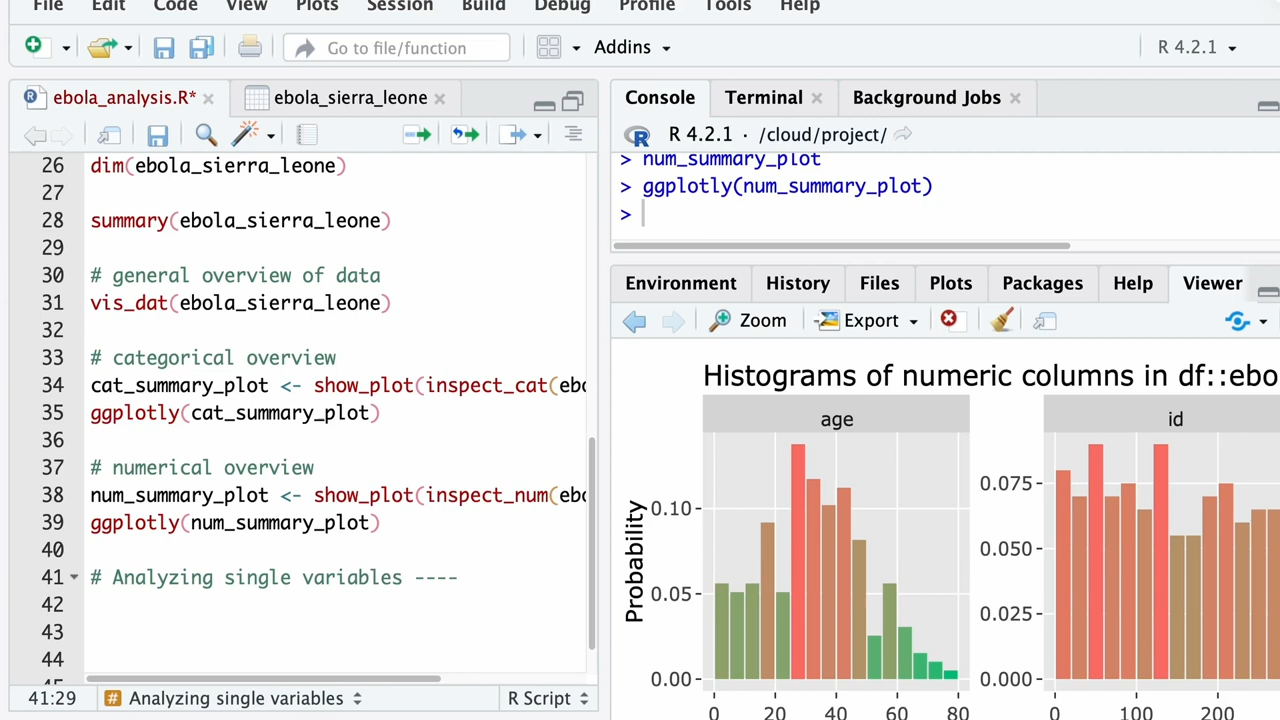 File Edit Code View Plots Session Build Debug Profile Tools Help
Go to file/function
Addins
R 4.2.1
ebola_analysis.R*
ebola_sierra_leone
26 dim(ebola_sierra_leone)
27
28 summary(ebola_sierra_leone)
29
30 # general overview of data
31 vis_dat(ebola_sierra_leone)
32
33 # categorical overview
34 cat_summary_plot <- show_plot(inspect_cat(ebo
35 ggplotly(cat_summary_plot)
36
37 # numerical overview
38 num_summary_plot <- show_plot(inspect_num(ebo
39 ggplotly(num_summary_plot)
40
41 # Analyzing single variables ----
42
43
44
41:29
# Analyzing single variables
R Script
Console Terminal Background Jobs
R 4.2.1 · /cloud/project/
> num_summary_plot
> ggplotly(num_summary_plot)
>
Environment History Files Plots Packages Help Viewer
Zoom Export
Histograms of numeric columns in df::ebo
age
id
Probability
0.10
0.05
0.00
0 20 40 60 80
0.075
0.050
0.025
0.000
0 100 200